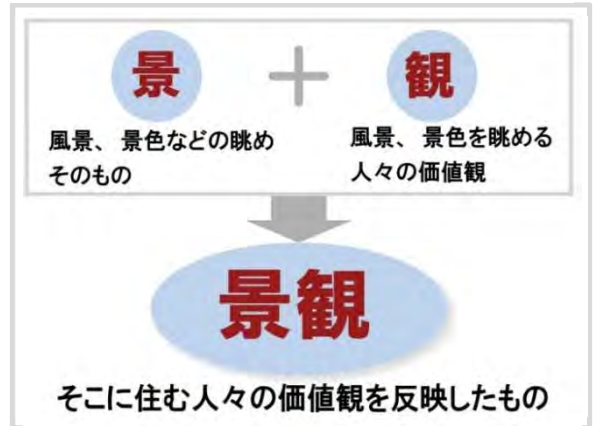 景 + 観
風景、景色などの眺め
そのもの
風景、景色を眺める
人々の価値観
景観
そこに住む人々の価値観を反映したもの